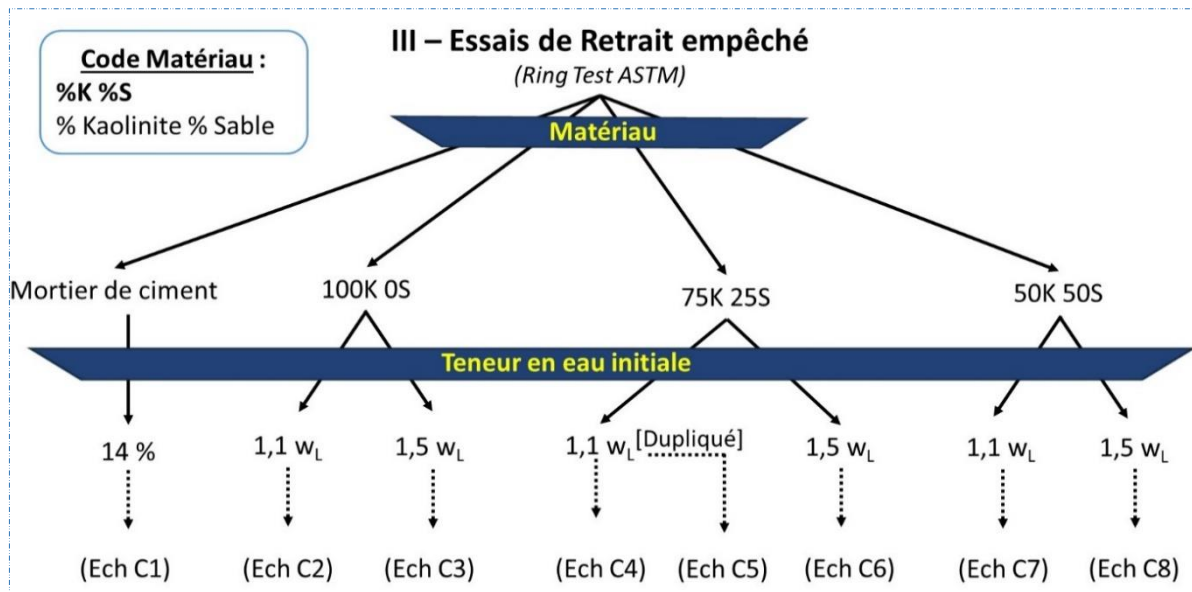 III – Essais de Retrait empêché
(Ring Test ASTM)
Code Matériau :
%K %S
% Kaolinite % Sable
Matériau
Mortier de ciment
100K 0S
75K 25S
50K 50S
Teneur en eau initiale
14 %
1,1 wL
1,5 wL
1,1 wL
[Dupliqué]
1,5 wL
1,1 wL
1,5 wL
(Ech C1)
(Ech C2)
(Ech C3)
(Ech C4)
(Ech C5)
(Ech C6)
(Ech C7)
(Ech C8)